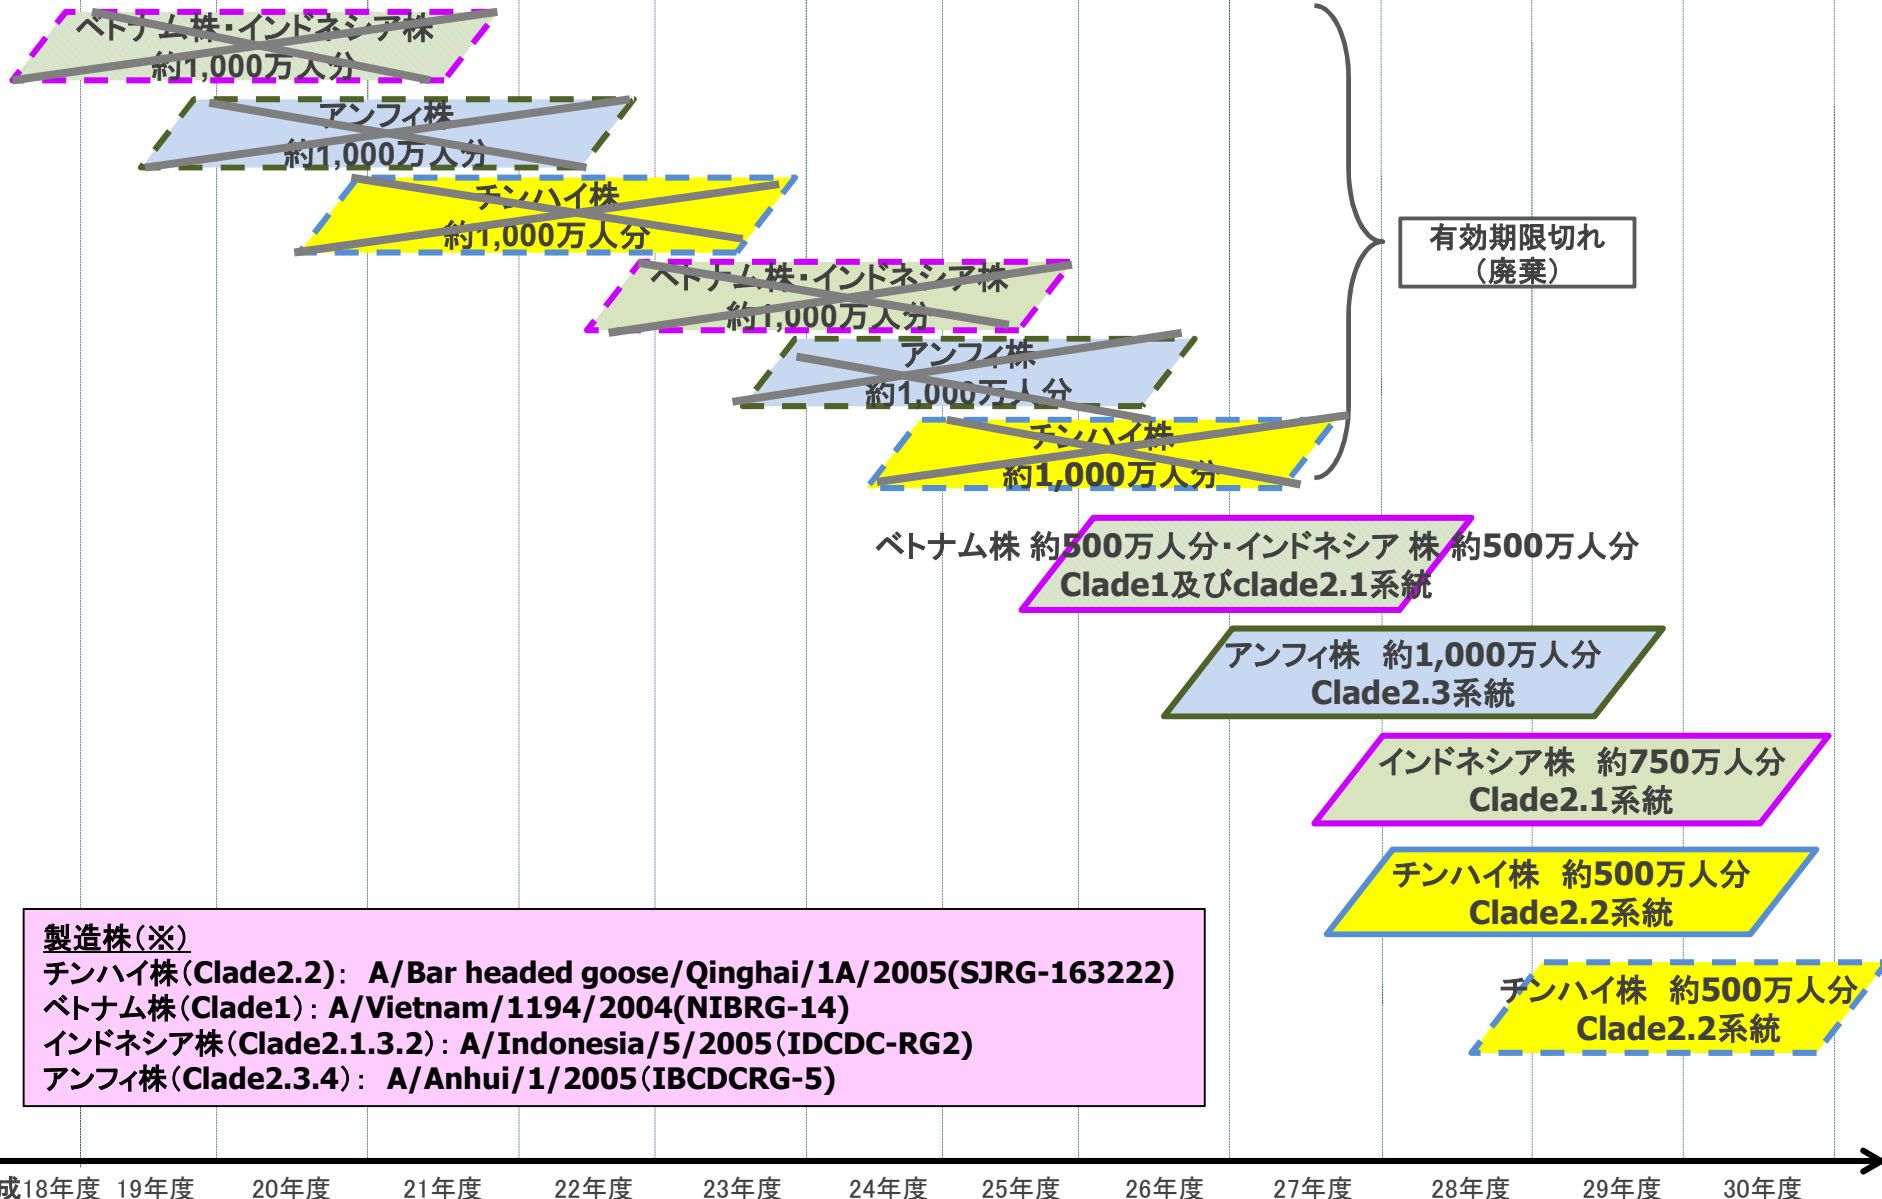 ベトナム株・インドネシア株
約1,000万人分
アンフィ株
約1,000万人分
チンハイ株
約1,000万人分
ベトナム株・インドネシア株
約1,000万人分
アンフィ株
約1,000万人分
チンハイ株
約1,000万人分
有効期限切れ
（廃棄）
ベトナム株 約500万人分・インドネシア 株 約500万人分
Clade1及びclade2.1系統
アンフィ株　約1,000万人分
Clade2.3系統
インドネシア株　約750万人分
Clade2.1系統
チンハイ株　約500万人分
Clade2.2系統
チンハイ株　約500万人分
Clade2.2系統
製造株（※）
チンハイ株（Clade2.2）： A/Bar headed goose/Qinghai/1A/2005(SJRG-163222)
ベトナム株（Clade1）：A/Vietnam/1194/2004(NIBRG-14)
インドネシア株（Clade2.1.3.2）：A/Indonesia/5/2005（IDCDC-RG2)
アンフィ株（Clade2.3.4）： A/Anhui/1/2005（IBCDCRG-5)
成18年度 19年度 20年度 21年度 22年度 23年度 24年度 25年度 26年度 27年度 28年度 29年度 30年度